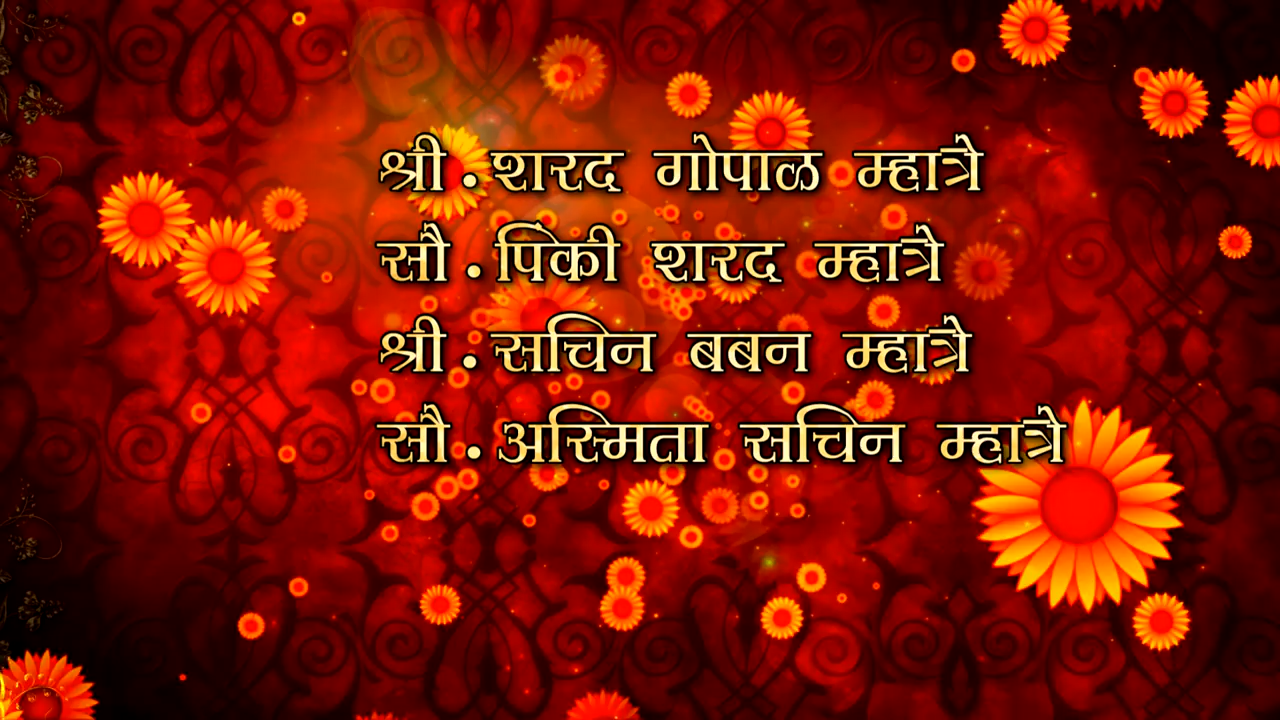 श्री . शरद गोपाळ म्हात्रे
सौ . पिंकी शरद म्हात्रे
श्री . सचिन बबन म्हात्रे
सौ . अस्मिता सचिन म्हात्रे